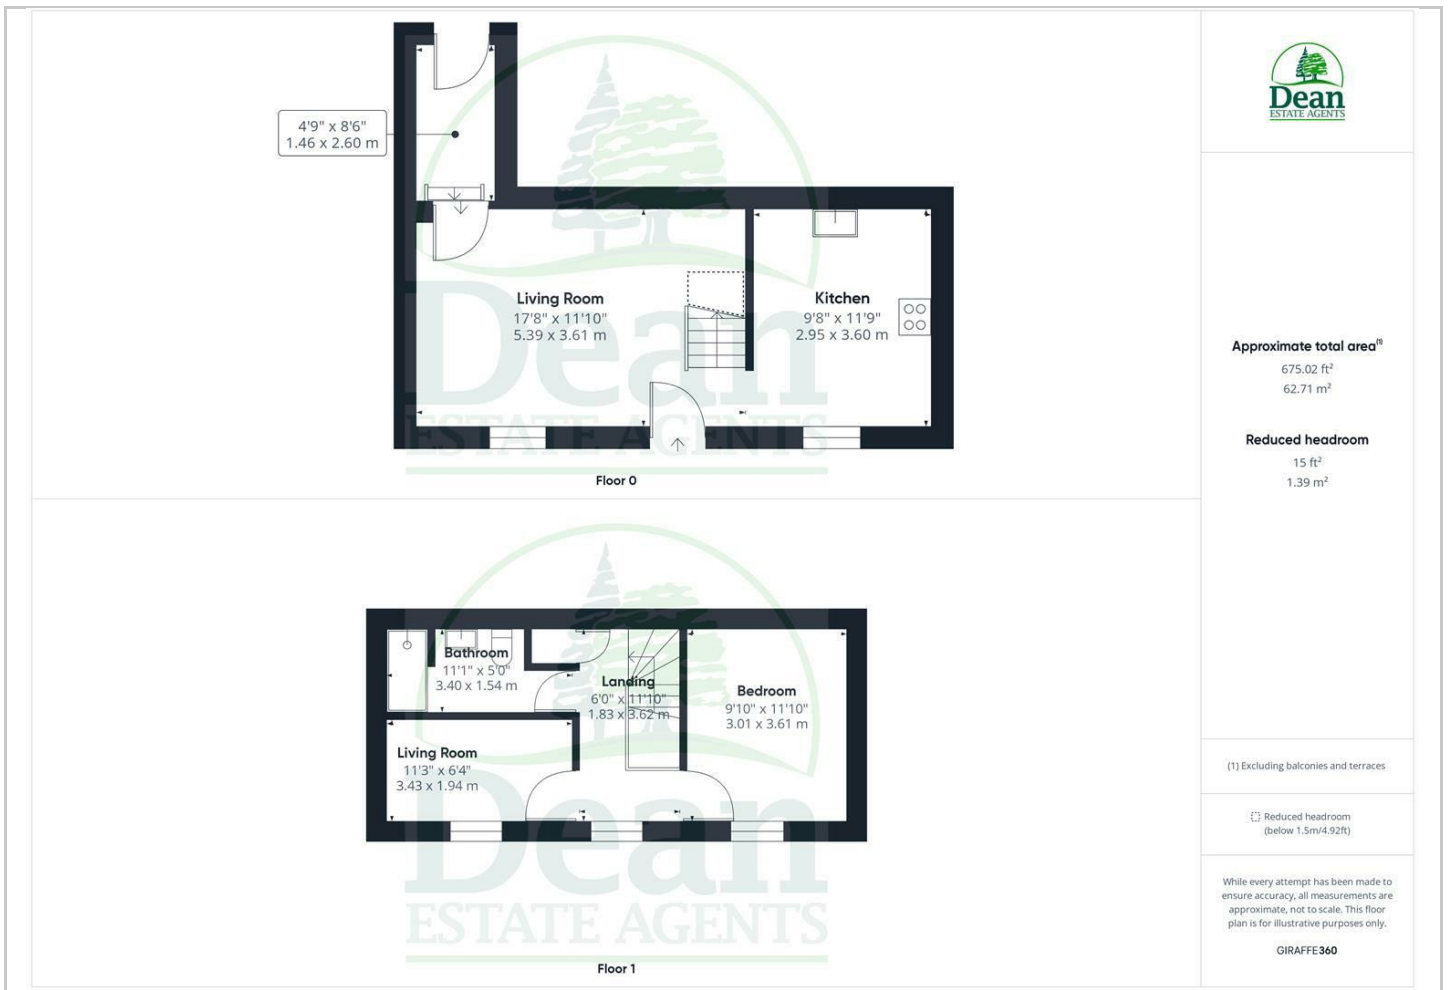 4'9" x 8'6"
1.46 x 2.60 m
Living Room
17'8" x 11'10"
5.39 x 3.61 m
Kitchen
9'8" x 11'9"
2.95 x 3.60 m
Dean
ESTATE AGENTS
Floor 0
Bathroom
11'1" x 5'0"
3.40 x 1.54 m
Landing
6'0" x 11'10"
1.83 x 3.62 m
Bedroom
9'10" x 11'10"
3.01 x 3.61 m
Living Room
11'3" x 6'4"
3.43 x 1.94 m
Dean
ESTATE AGENTS
Floor 1
Dean
ESTATE AGENTS
Approximate total area(1)
675.02 ft²
62.71 m²
Reduced headroom
15 ft²
1.39 m²
(1) Excluding balconies and terraces
Reduced headroom
(below 1.5m/4.92ft)
While every attempt has been made to
ensure accuracy, all measurements are
approximate, not to scale. This floor
plan is for illustrative purposes only.
GIRAFFE360